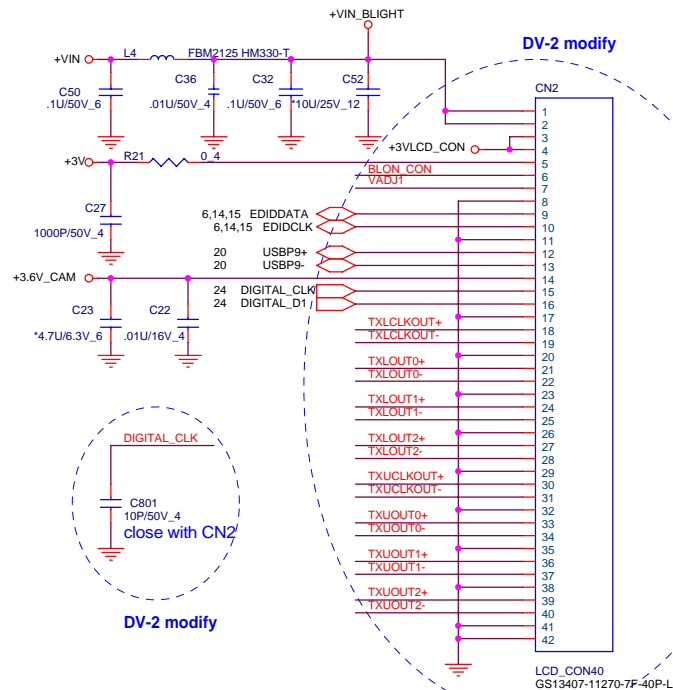 +VIN_BLIGHT
DV-2 modify
+VIN
L4
FBM2125 HM330-T
C50
.1U/50V_6
C36
.01U/50V_4
C32
.1U/50V_6
C52
*10U/25V_12
CN2
+3VLCD_CON
+3V
R21
0_4
BLON_CON
VADJ1
C27
1000P/50V_4
6,14,15 EDIDDATA
6,14,15 EDIDCLK
20 USBP9+
20 USBP9-
+3.6V_CAM
24 DIGITAL_CLK
24 DIGITAL_D1
C23
*4.7U/6.3V_6
C22
.01U/16V_4
TXLCLKOUT+
TXLCLKOUT-
TXLOUT0+
TXLOUT0-
TXLOUT1+
TXLOUT1-
TXLOUT2+
TXLOUT2-
TXUCLKOUT+
TXUCLKOUT-
TXUOUT0+
TXUOUT0-
TXUOUT1+
TXUOUT1-
TXUOUT2+
TXUOUT2-
1
2
3
4
5
6
7
8
9
10
11
12
13
14
15
16
17
18
19
20
21
22
23
24
25
26
27
28
29
30
31
32
33
34
35
36
37
38
39
40
41
42
DIGITAL_CLK
C801
10P/50V_4
close with CN2
DV-2 modify
LCD_CON40
GS13407-11270-7F-40P-L